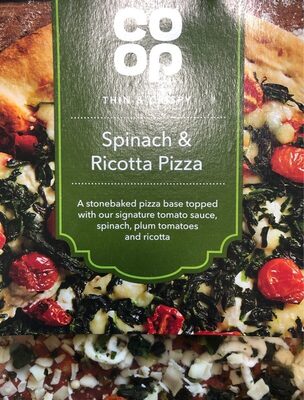 CO
OP
THIN & CRISPY
Spinach &
Ricotta Pizza
A stonebaked pizza base topped
with our signature tomato sauce,
spinach, plum tomatoes
and ricotta